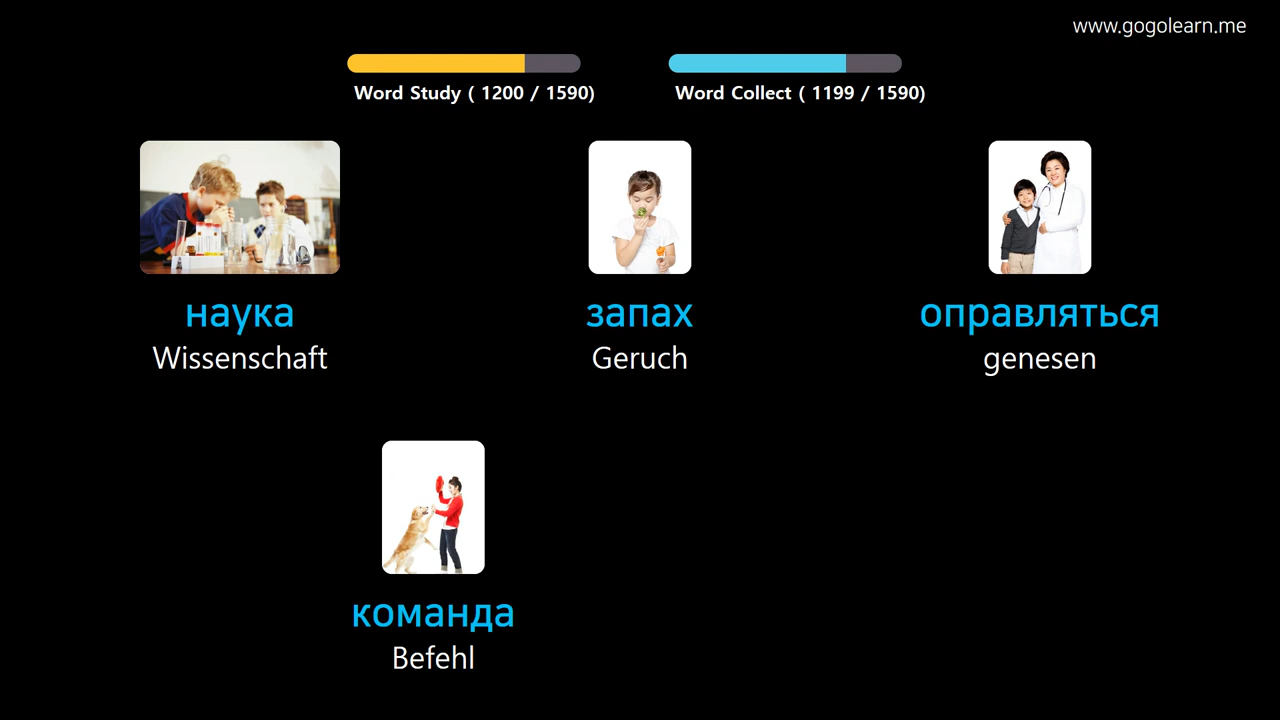 www.gogolearn.me
Word Study ( 1200 / 1590)
Word Collect ( 1199 / 1590)
наука
Wissenschaft
запах
Geruch
оправляться
genesen
команда
Befehl